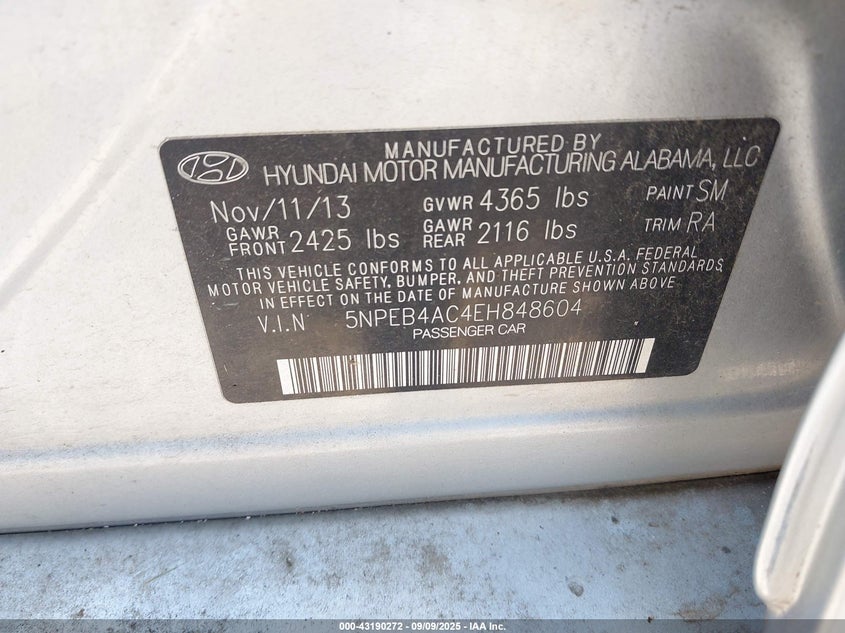 MANUFACTURED BY
HYUNDAI MOTOR MANUFACTURING ALABAMA, LLC
Nov/11/13 GVWR 4365 lbs PAINT SM
GAWR FRONT 2425 lbs GAWR REAR 2116 lbs TRIM RA
THIS VEHICLE CONFORMS TO ALL APPLICABLE U.S.A. FEDERAL
MOTOR VEHICLE SAFETY, BUMPER, AND THEFT PREVENTION STANDARDS
IN EFFECT ON THE DATE OF MANUFACTURE SHOWN ABOVE
V.I.N 5NPEB4AC4EH848604
PASSENGER CAR
000-43190272 - 09/09/2025 - IAA Inc.